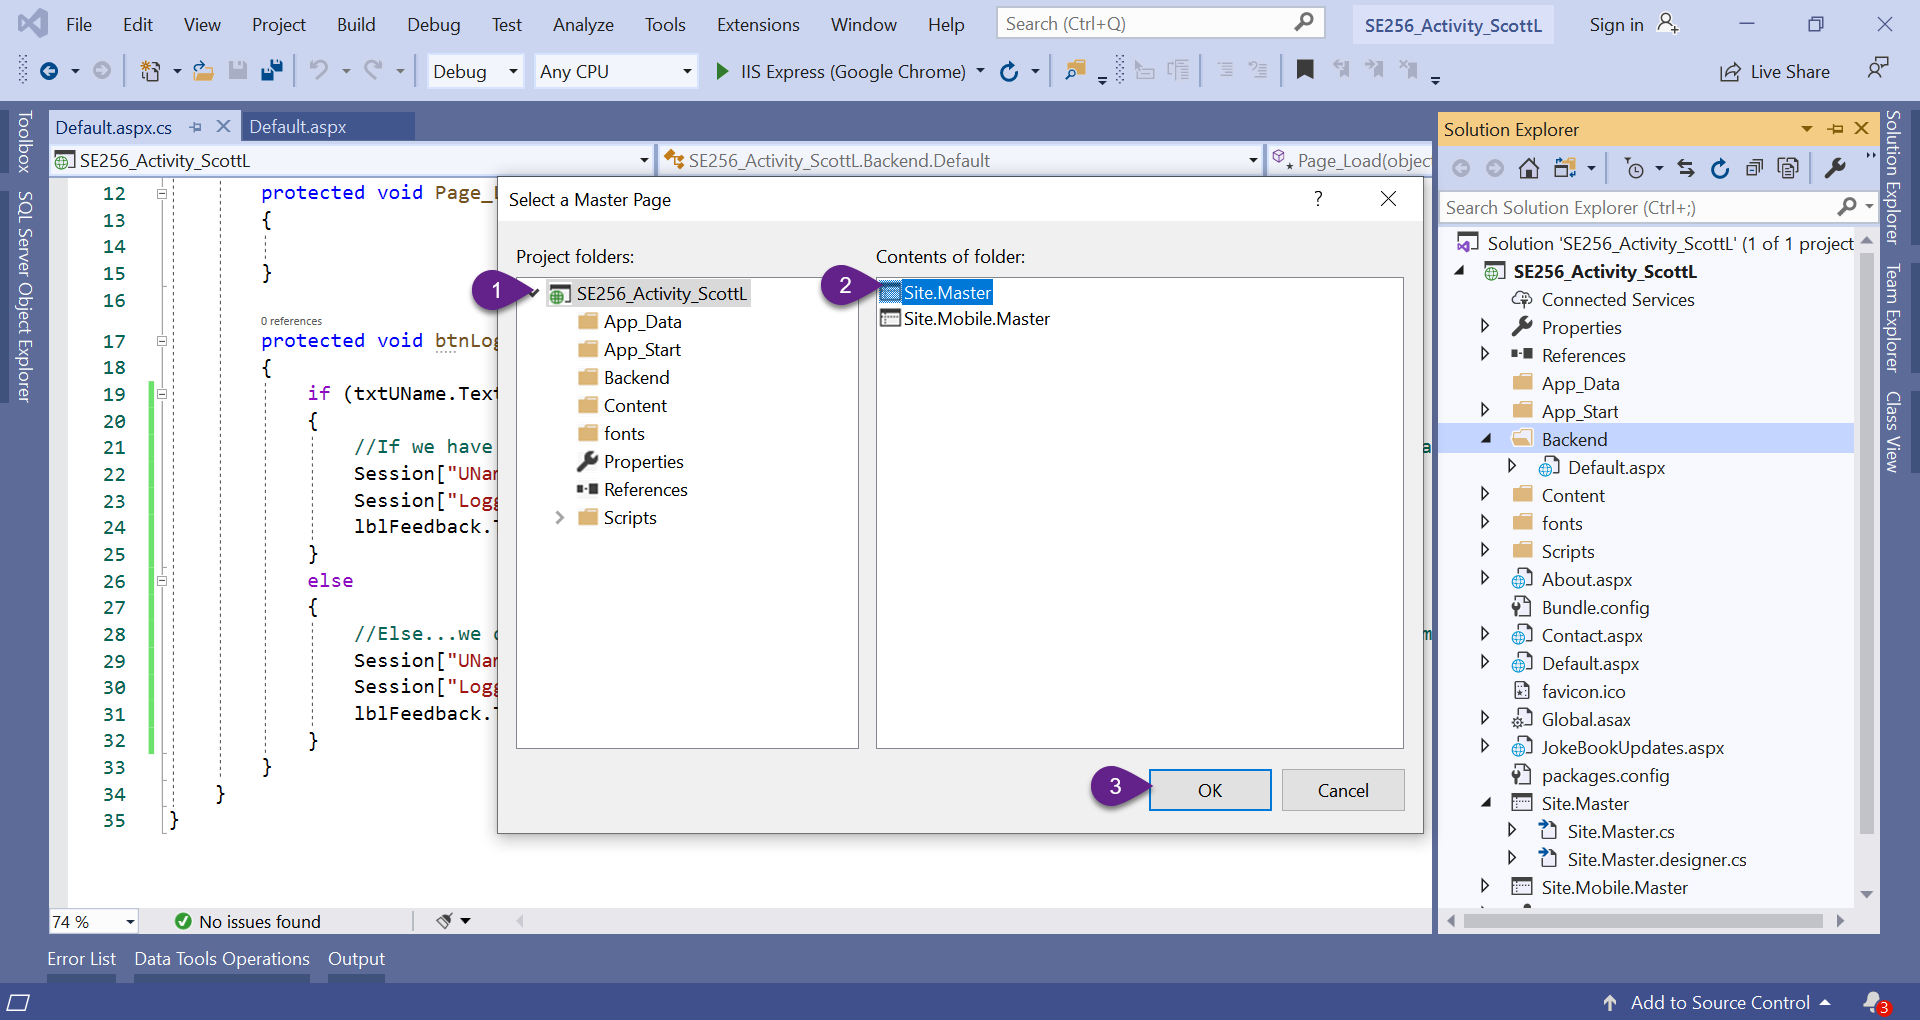 File Edit View Project Build Debug Test Analyze Tools Extensions Window Help Search (Ctrl+Q) SE256_Activity_ScottL Sign in
Debug Any CPU IIS Express (Google Chrome) Live Share
Toolbox
SQL Server Object Explorer
Default.aspx.cs Default.aspx
SE256_Activity_ScottL SE256_Activity_ScottL.Backend.Default Page_Load(objec
12 protected void Page_L
13 {
14
15 }
16
0 references
17 protected void btnLog
18 {
19 if (txtUName.Text
20 {
21 //If we have
22 Session["UNam
23 Session["Logg
24 lblFeedback.T
25 }
26 else
27 {
28 //Else...we
29 Session["UNam
30 Session["Logg
31 lblFeedback.T
32 }
33 }
34 }
35 }
74 % No issues found
Select a Master Page ?
Project folders:
1
SE256_Activity_ScottL
App_Data
App_Start
Backend
Content
fonts
Properties
References
Scripts
Contents of folder:
2
Site.Master
Site.Mobile.Master
3
OK Cancel
Solution Explorer
Search Solution Explorer (Ctrl+;)
Solution 'SE256_Activity_ScottL' (1 of 1 project
SE256_Activity_ScottL
Connected Services
Properties
References
App_Data
App_Start
Backend
Default.aspx
Content
fonts
Scripts
About.aspx
Bundle.config
Contact.aspx
Default.aspx
favicon.ico
Global.asax
JokeBookUpdates.aspx
packages.config
Site.Master
Site.Master.cs
Site.Master.designer.cs
Site.Mobile.Master
Solution Explorer
Team Explorer
Class View
Error List Data Tools Operations Output
Add to Source Control 3